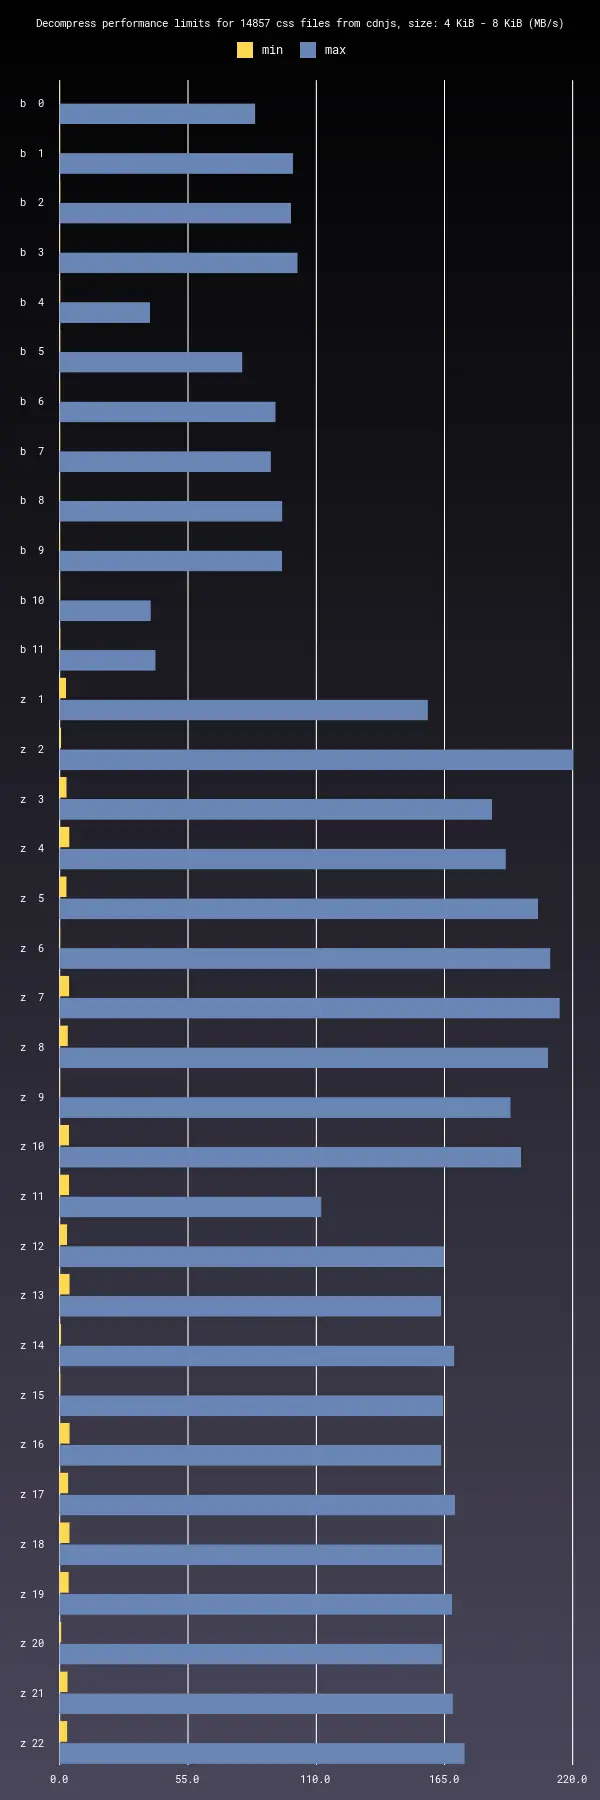 Decompress performance limits for 14857 css files from cdnjs, size: 4 KiB - 8 KiB (MB/s)
min max
b 0
b 1
b 2
b 3
b 4
b 5
b 6
b 7
b 8
b 9
b 10
b 11
z 1
z 2
z 3
z 4
z 5
z 6
z 7
z 8
z 9
z 10
z 11
z 12
z 13
z 14
z 15
z 16
z 17
z 18
z 19
z 20
z 21
z 22
0.0 55.0 110.0 165.0 220.0